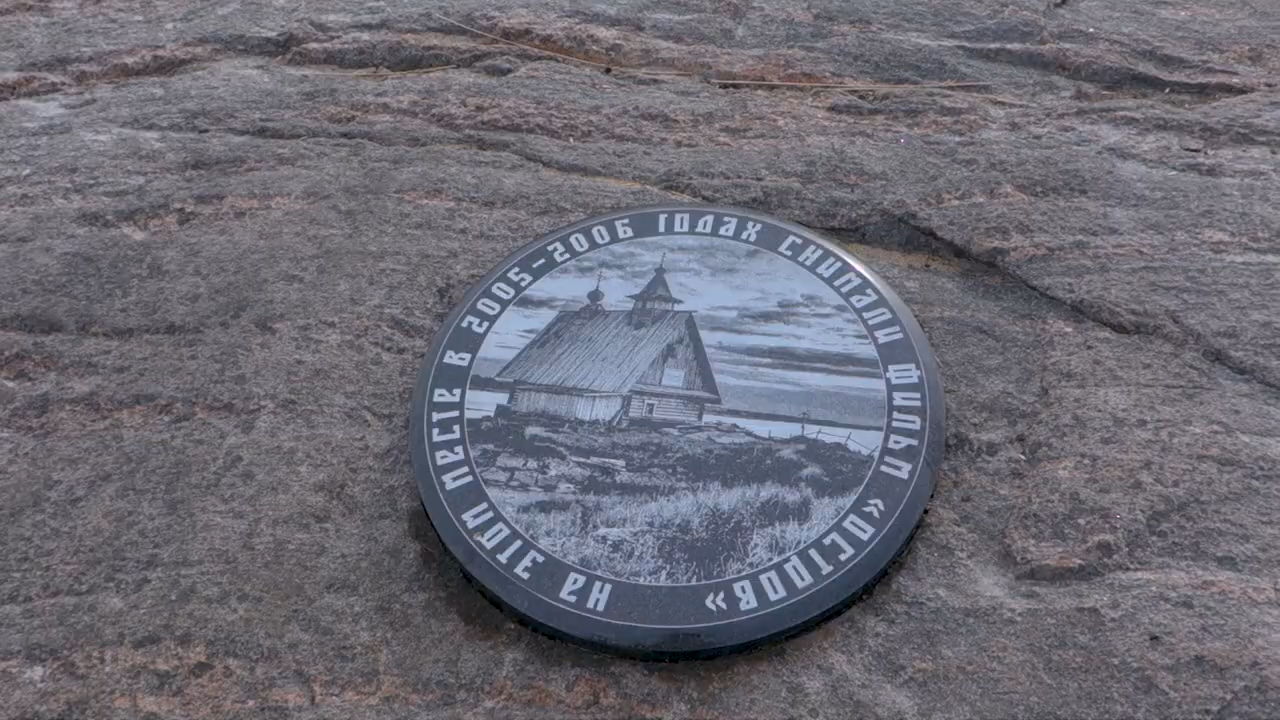 НА ЭТОМ МЕСТЕ В 2005-2006 ГОДАХ СНИМАЛИ ФИЛЬМ «ОСТРОВ»